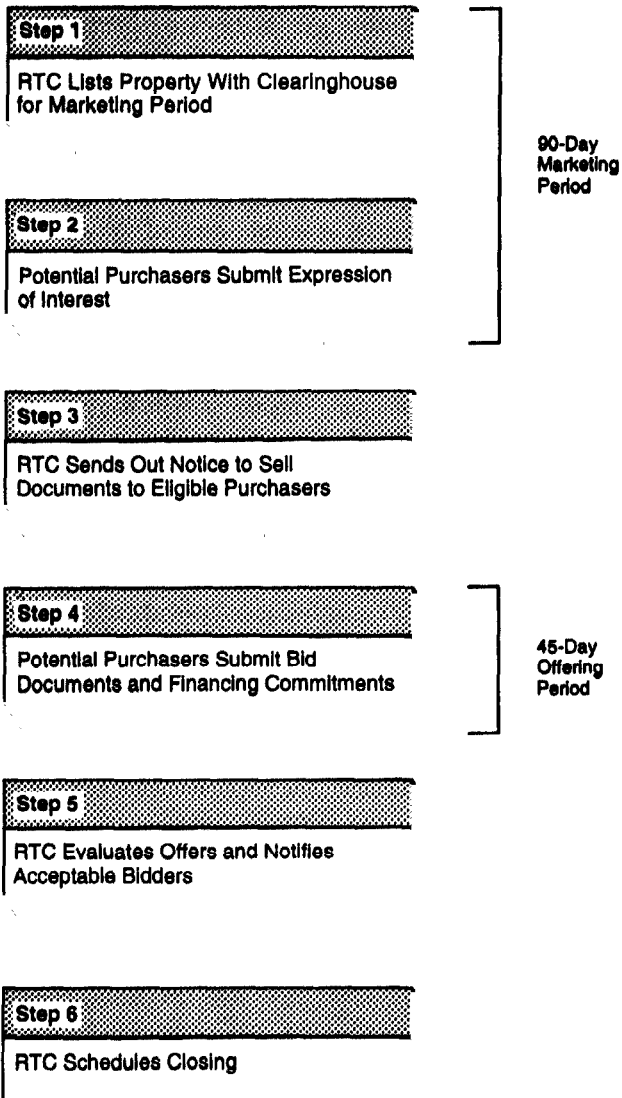 Step 1
RTC Lists Property With Clearinghouse
for Marketing Period
90-Day
Marketing
Period
Step 2
Potential Purchasers Submit Expression
of Interest
Step 3
RTC Sends Out Notice to Sell
Documents to Eligible Purchasers
Step 4
Potential Purchasers Submit Bid
Documents and Financing Commitments
45-Day
Offering
Period
Step 5
RTC Evaluates Offers and Notifies
Acceptable Bidders
Step 6
RTC Schedules Closing